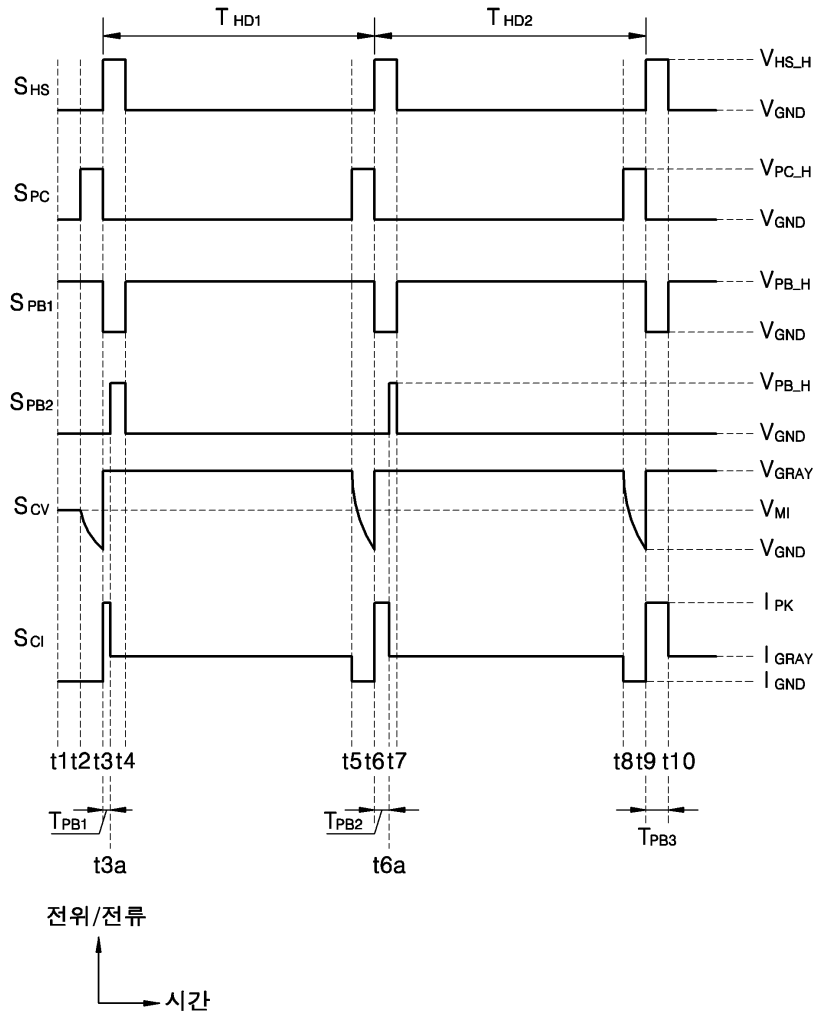 T HD1 T HD2
S HS V HS_H
V GND
S PC V PC_H
V GND
S PB1 V PB_H
V GND
S PB2 V PB_H
V GND
V GRAY
S CV V MI
V GND
I PK
S CI I GRAY
I GND
t1 t2 t3 t4 t5 t6 t7 t8 t9 t10
T PB1 T PB2 T PB3
t3a t6a
전위/전류
시간